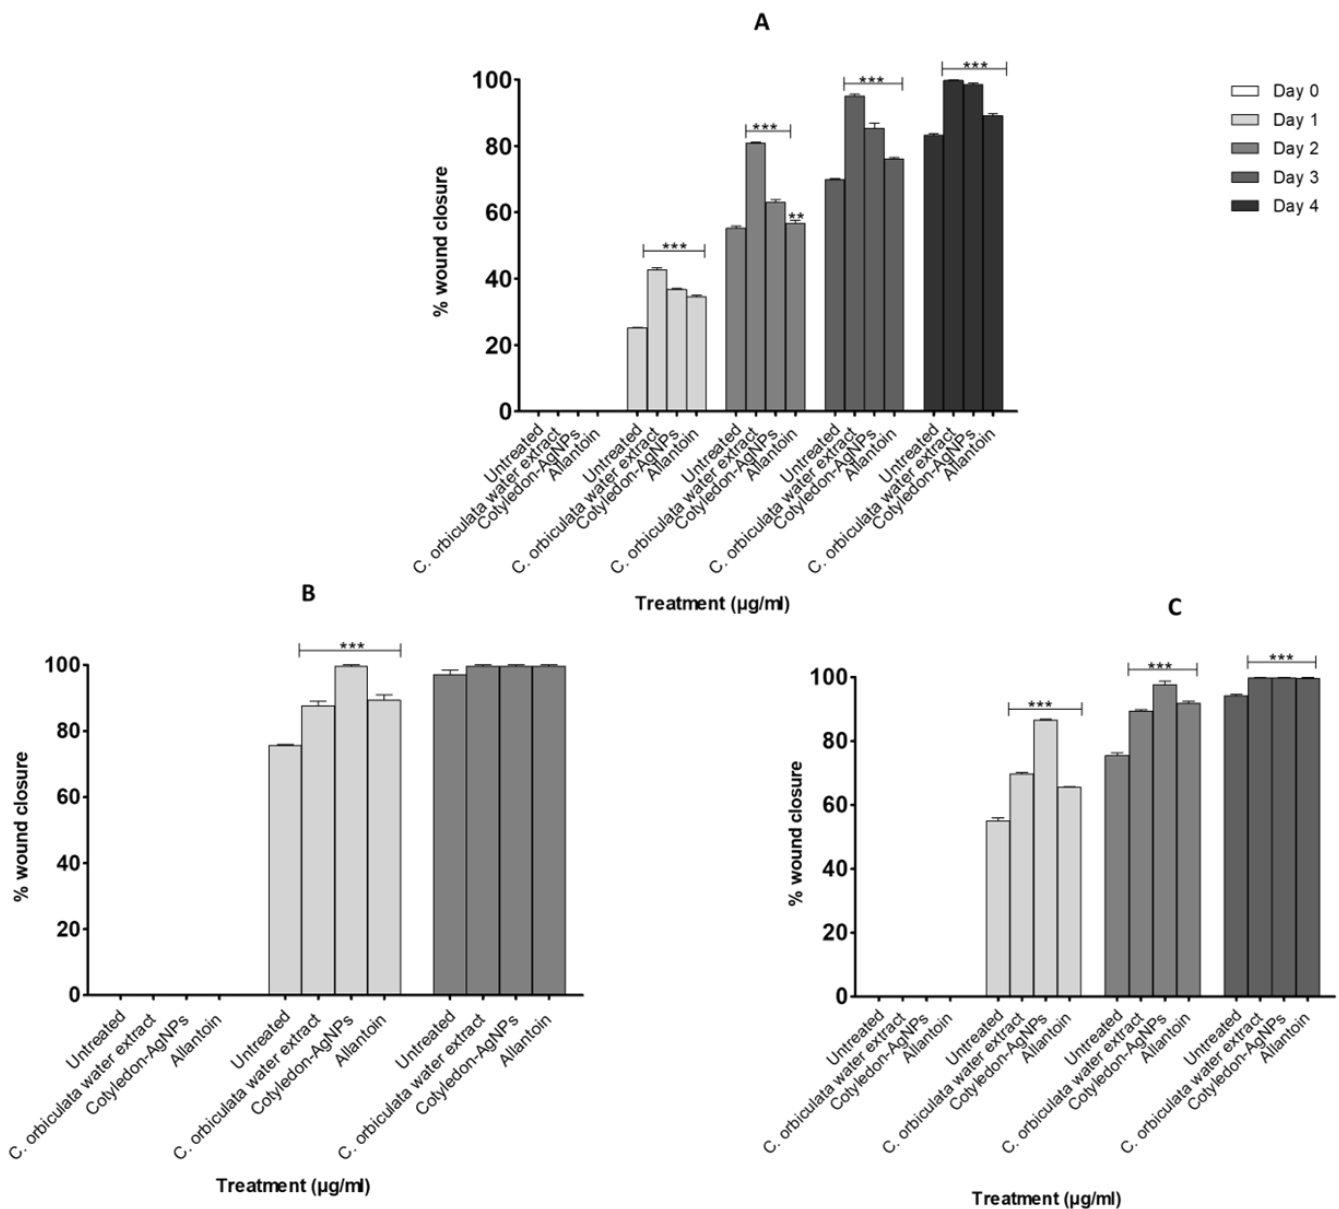 A
100
80
60
40
20
0
% wound closure
***
***
**
***
***
Untreated
C. orbiculata water extract
Cotyledon-AgNPs
Allantoin
Untreated
C. orbiculata water extract
Cotyledon-AgNPs
Allantoin
Untreated
C. orbiculata water extract
Cotyledon-AgNPs
Allantoin
Untreated
C. orbiculata water extract
Cotyledon-AgNPs
Allantoin
Untreated
C. orbiculata water extract
Cotyledon-AgNPs
Allantoin
Treatment (µg/ml)
Day 0
Day 1
Day 2
Day 3
Day 4
B
100
80
60
40
20
0
% wound closure
***
Untreated
C. orbiculata water extract
Cotyledon-AgNPs
Allantoin
Untreated
C. orbiculata water extract
Cotyledon-AgNPs
Allantoin
Untreated
C. orbiculata water extract
Cotyledon-AgNPs
Allantoin
Treatment (µg/ml)
C
100
80
60
40
20
0
% wound closure
***
***
***
Untreated
C. orbiculata water extract
Cotyledon-AgNPs
Allantoin
Untreated
C. orbiculata water extract
Cotyledon-AgNPs
Allantoin
Untreated
C. orbiculata water extract
Cotyledon-AgNPs
Allantoin
Untreated
C. orbiculata water extract
Cotyledon-AgNPs
Allantoin
Treatment (µg/ml)